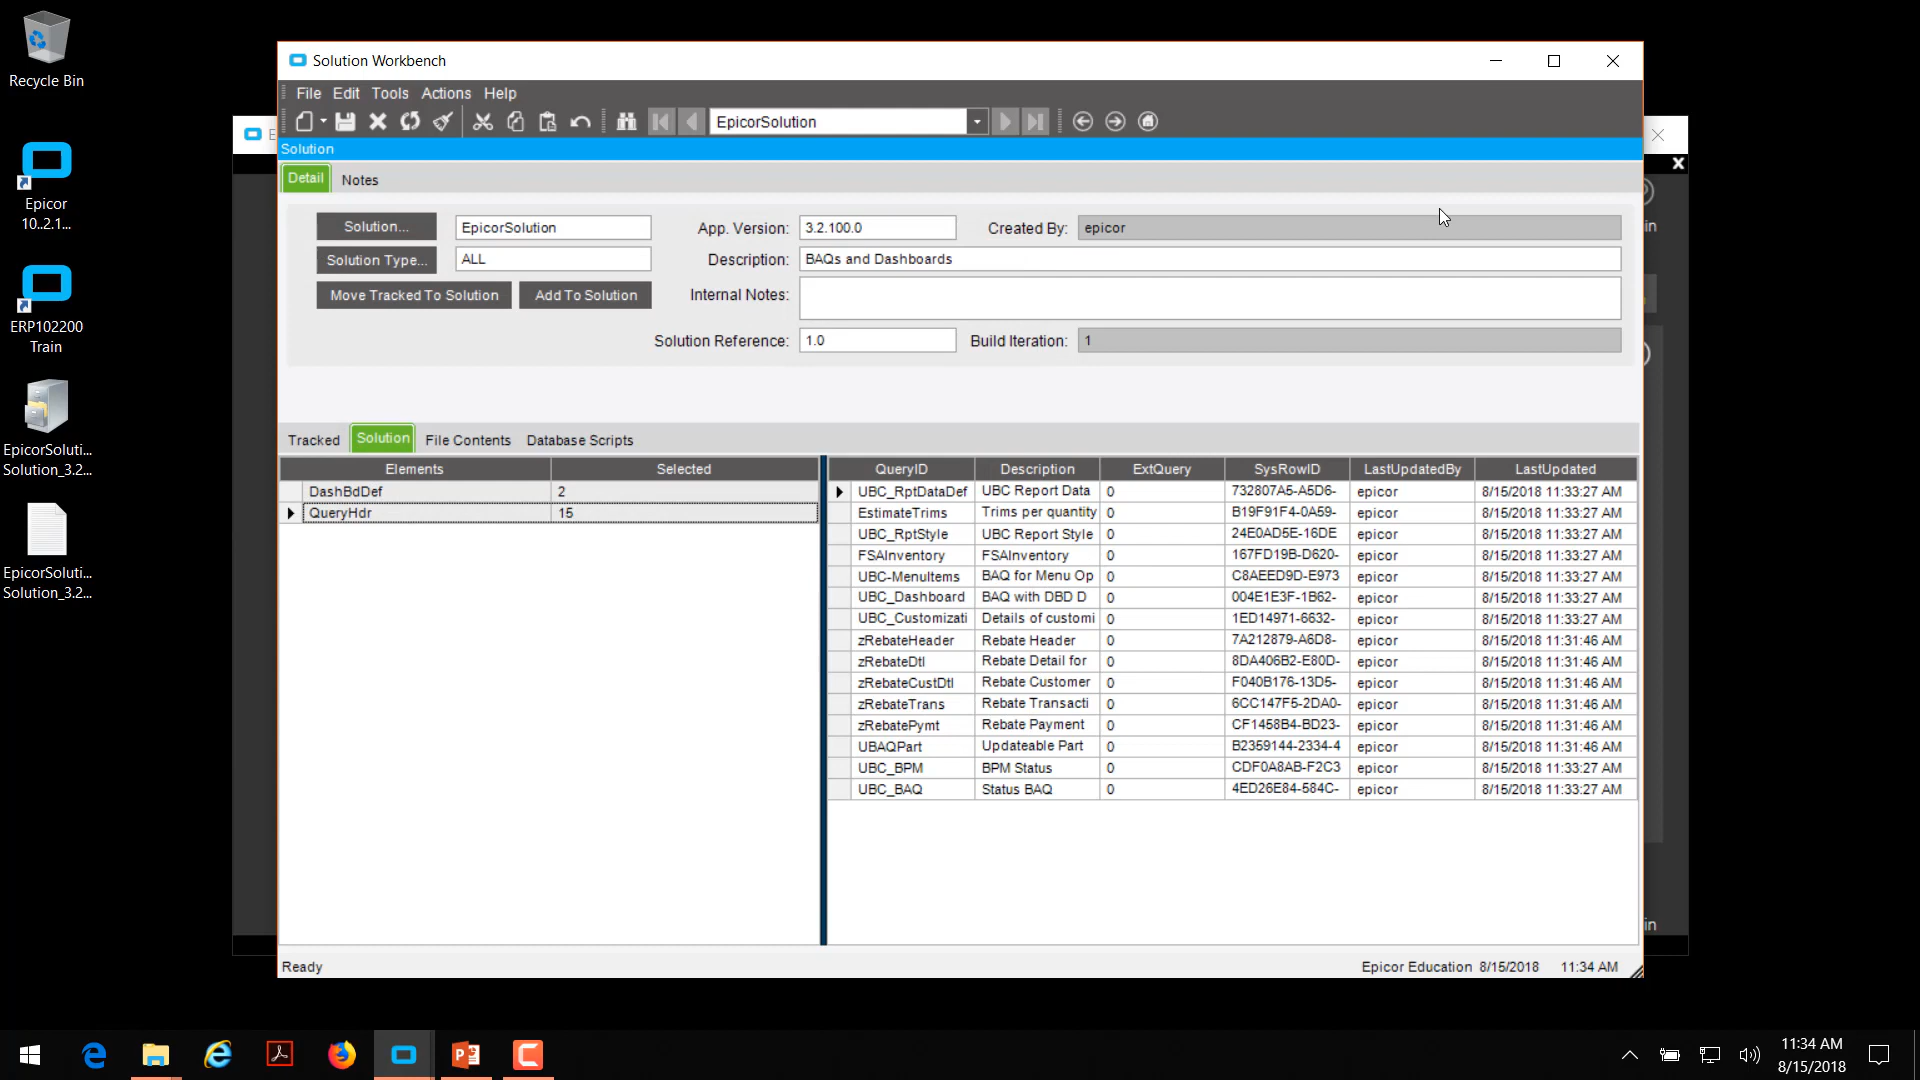 Recycle Bin
Epicor
10..2.1...
ERP102200
Train
EpicorSoluti...
Solution_3.2...
EpicorSoluti...
Solution_3.2...
Solution Workbench
File Edit Tools Actions Help
EpicorSolution
Solution
Detail Notes
Solution... EpicorSolution App. Version: 3.2.100.0 Created By: epicor
Solution Type... ALL Description: BAQs and Dashboards
Move Tracked To Solution Add To Solution Internal Notes:
Solution Reference: 1.0 Build Iteration: 1
Tracked Solution File Contents Database Scripts
Elements Selected
DashBdDef 2
QueryHdr 15
QueryID Description ExtQuery SysRowID LastUpdatedBy LastUpdated
UBC_RptDataDef UBC Report Data 0 732807A5-A5D6- epicor 8/15/2018 11:33:27 AM
EstimateTrims Trims per quantity 0 B19F91F4-0A59- epicor 8/15/2018 11:33:27 AM
UBC_RptStyle UBC Report Style 0 24E0AD5E-16DE epicor 8/15/2018 11:33:27 AM
FSAInventory FSAInventory 0 167FD19B-D620- epicor 8/15/2018 11:33:27 AM
UBC-MenuItems BAQ for Menu Op 0 C8AEED9D-E973 epicor 8/15/2018 11:33:27 AM
UBC_Dashboard BAQ with DBD D 0 004E1E3F-1B62- epicor 8/15/2018 11:33:27 AM
UBC_Customizati Details of customi 0 1ED14971-6632- epicor 8/15/2018 11:33:27 AM
zRebateHeader Rebate Header 0 7A212879-A6D8- epicor 8/15/2018 11:31:46 AM
zRebateDtl Rebate Detail for 0 8DA406B2-E80D- epicor 8/15/2018 11:31:46 AM
zRebateCustDtl Rebate Customer 0 F040B176-13D5- epicor 8/15/2018 11:31:46 AM
zRebateTrans Rebate Transacti 0 6CC147F5-2DA0- epicor 8/15/2018 11:31:46 AM
zRebatePymt Rebate Payment 0 CF1458B4-BD23- epicor 8/15/2018 11:31:46 AM
UBAQPart Updateable Part 0 B2359144-2334-4 epicor 8/15/2018 11:31:46 AM
UBC_BPM BPM Status 0 CDF0A8AB-F2C3 epicor 8/15/2018 11:33:27 AM
UBC_BAQ Status BAQ 0 4ED26E84-584C- epicor 8/15/2018 11:33:27 AM
Ready Epicor Education 8/15/2018 11:34 AM
in
in
11:34 AM
8/15/2018